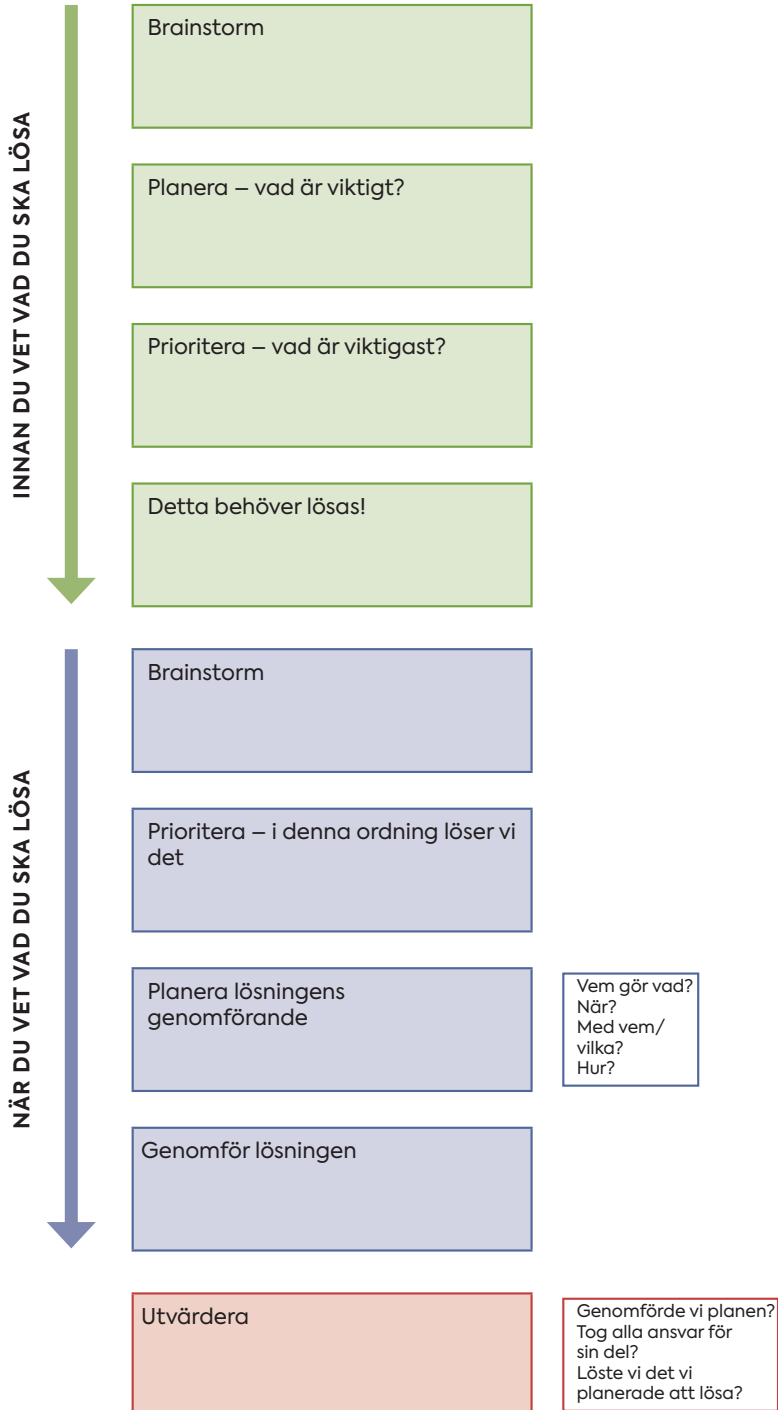 INNAN DU VET VAD DU SKA LÖSA
Brainstorm
Planera – vad är viktigt?
Prioritera – vad är viktigast?
Detta behöver lösas!
NÄR DU VET VAD DU SKA LÖSA
Brainstorm
Prioritera – i denna ordning löser vi
det
Planera lösningens
genomförande
Vem gör vad?
När?
Med vem/
vilka?
Hur?
Genomför lösningen
Utvärdera
Genomförde vi planen?
Tog alla ansvar för
sin del?
Löste vi det vi
planerade att lösa?